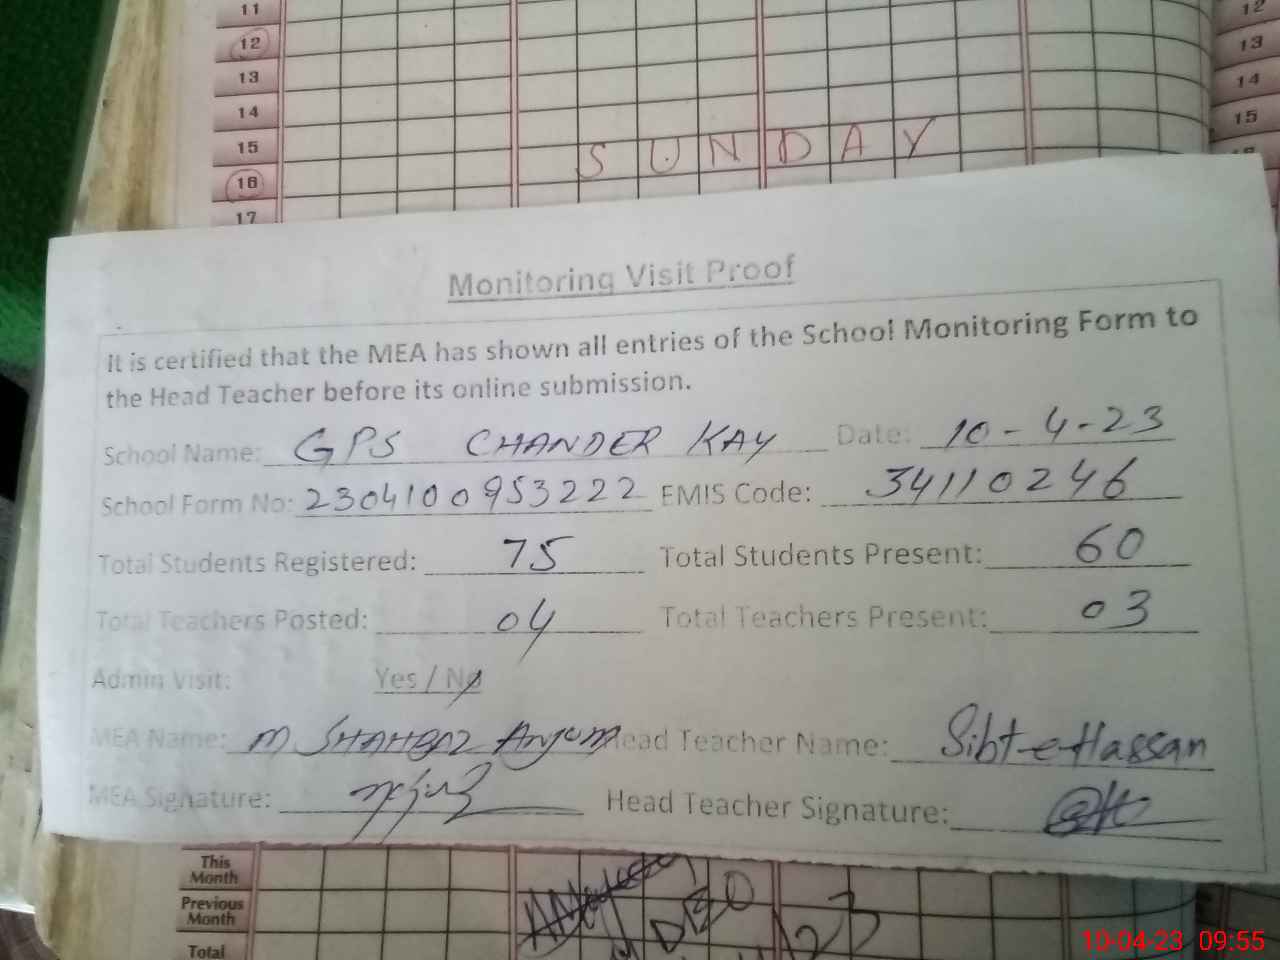 11
12
12
13
13
14
14
15
15
SUNDAY
16
17
Monitoring Visit Proof
It is certified that the MEA has shown all entries of the School Monitoring Form to
the Head Teacher before its online submission.
School Name: GPS CHANDER KAY Date: 10-4-23
School Form No: 2304100953222 EMIS Code: 34110246
Total Students Registered: 75 Total Students Present: 60
Total Teachers Posted: 04 Total Teachers Present: 03
Admin Visit: Yes / No
MEA Name: M SHAHBAZ Anjum Head Teacher Name: Sibt-e-Hassan
MEA Signature: Head Teacher Signature:
This
Month
Previous
Month
Total
10-04-23 09:55